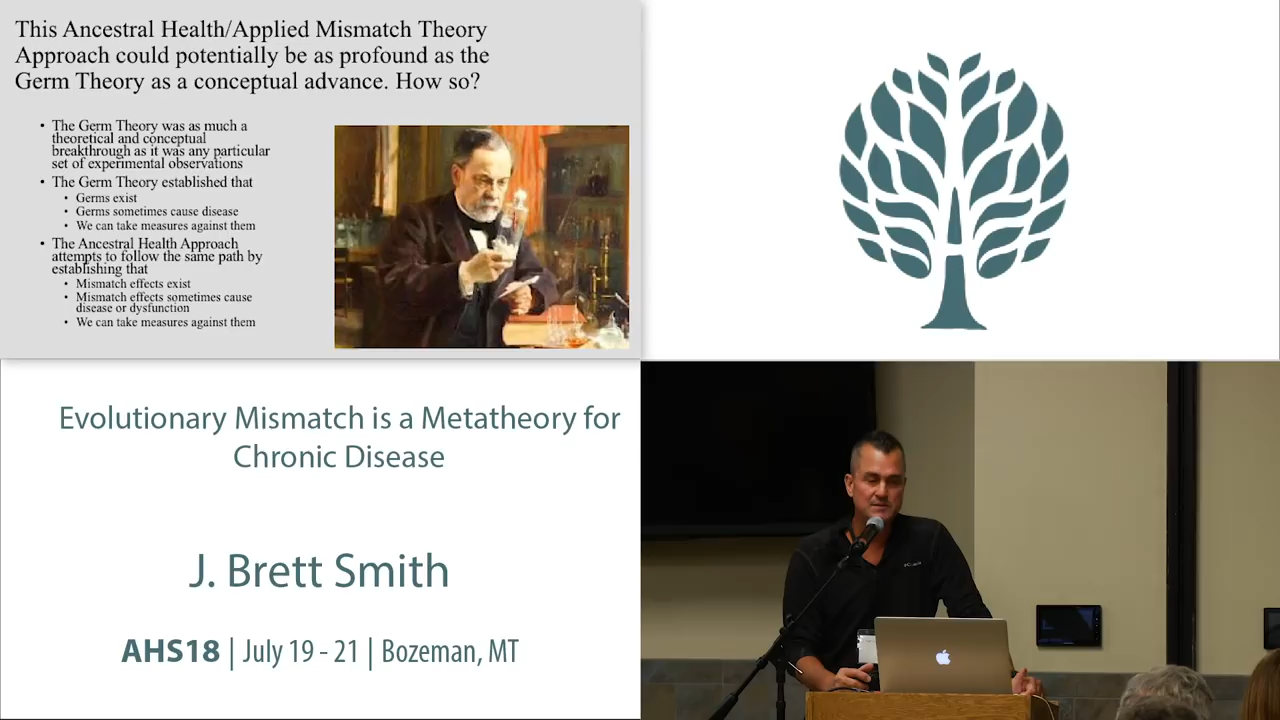 This Ancestral Health/Applied Mismatch Theory
Approach could potentially be as profound as the
Germ Theory as a conceptual advance. How so?
• The Germ Theory was as much a
theoretical and conceptual
breakthrough as it was any particular
set of experimental observations
• The Germ Theory established that
• Germs exist
• Germs sometimes cause disease
• We can take measures against them
• The Ancestral Health Approach
attempts to follow the same path by
establishing that
• Mismatch effects exist
• Mismatch effects sometimes cause
disease or dysfunction
• We can take measures against them
Evolutionary Mismatch is a Metatheory for
Chronic Disease
J. Brett Smith
AHS18 | July 19 - 21 | Bozeman, MT